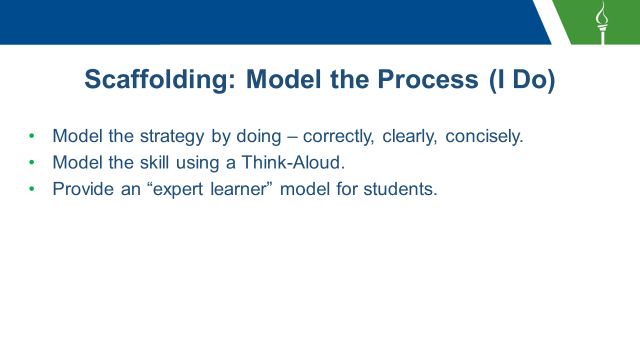 Scaffolding: Model the Process (I Do)
• Model the strategy by doing – correctly, clearly, concisely.
• Model the skill using a Think-Aloud.
• Provide an “expert learner” model for students.